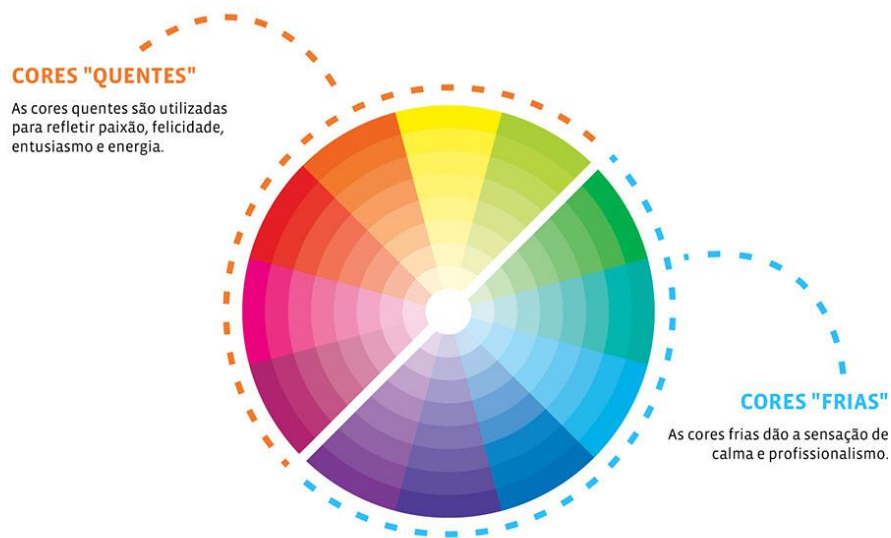 CORES "QUENTES"
As cores quentes são utilizadas
para refletir paixão, felicidade,
entusiasmo e energia.
CORES "FRIAS"
As cores frias dão a sensação de
calma e profissionalismo.